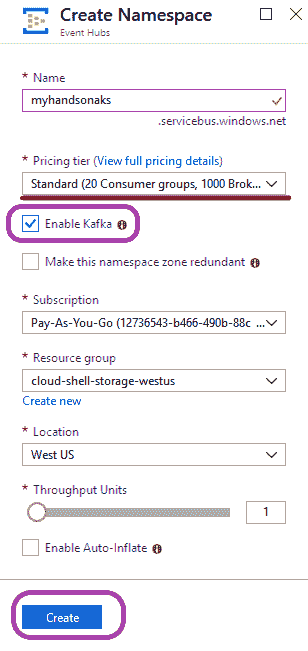 Create Namespace
Event Hubs
* Name
myhandsonaks
.servicebus.windows.net
* Pricing tier (View full pricing details)
Standard (20 Consumer groups, 1000 Brok...
Enable Kafka
Make this namespace zone redundant
* Subscription
Pay-As-You-Go (12736543-b466-490b-88c ...
* Resource group
cloud-shell-storage-westus
Create new
* Location
West US
* Throughput Units
1
Enable Auto-Inflate
Create